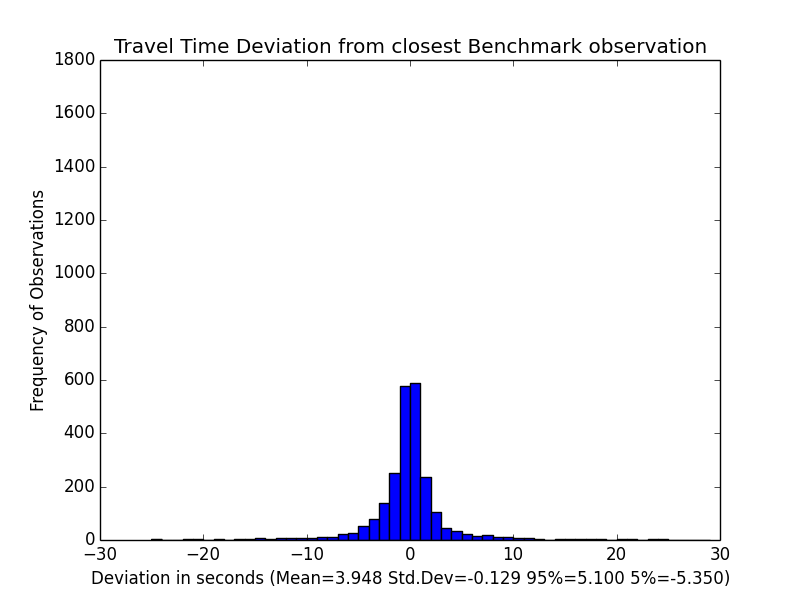 Travel Time Deviation from closest Benchmark observation
1800
1600
1400
1200
1000
800
600
400
200
0
Frequency of Observations
−30 −20 −10 0 10 20 30
Deviation in seconds (Mean=3.948 Std.Dev=-0.129 95%=5.100 5%=-5.350)